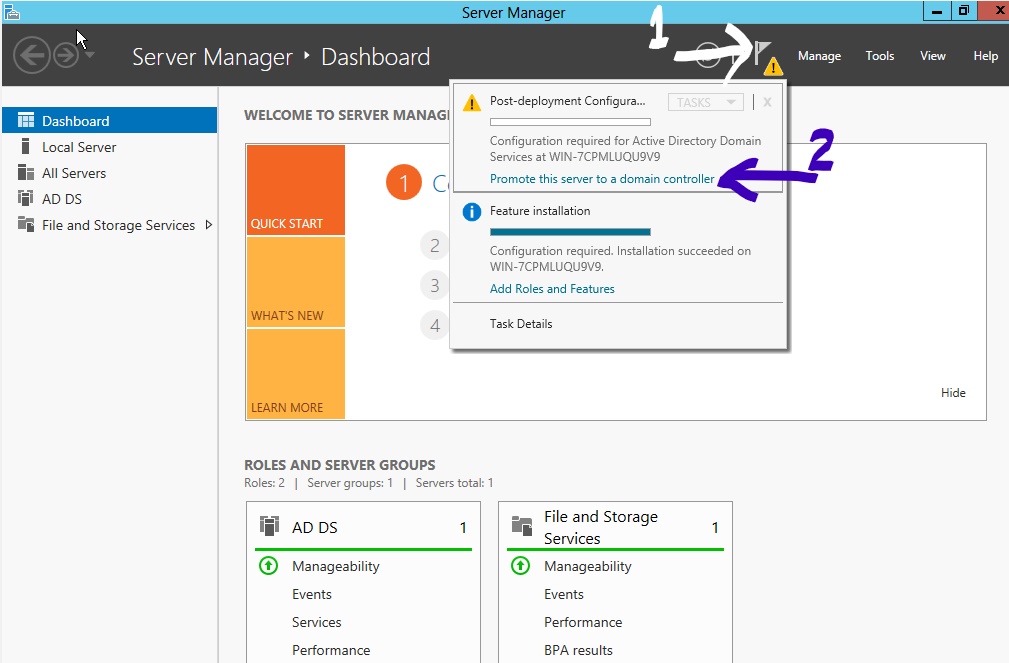 Server Manager
1
Server Manager ‣ Dashboard
Manage
Tools
View
Help
Dashboard
Local Server
All Servers
AD DS
File and Storage Services
WELCOME TO SERVER MANAG
QUICK START
WHAT'S NEW
LEARN MORE
1
2
3
4
Post-deployment Configura...
TASKS
X
Configuration required for Active Directory Domain
Services at WIN-7CPMLUQU9V9
Promote this server to a domain controller
2
Feature installation
Configuration required. Installation succeeded on
WIN-7CPMLUQU9V9.
Add Roles and Features
Task Details
Hide
ROLES AND SERVER GROUPS
Roles: 2 | Server groups: 1 | Servers total: 1
AD DS 1
Manageability
Events
Services
Performance
File and Storage
Services
1
Manageability
Events
Performance
BPA results